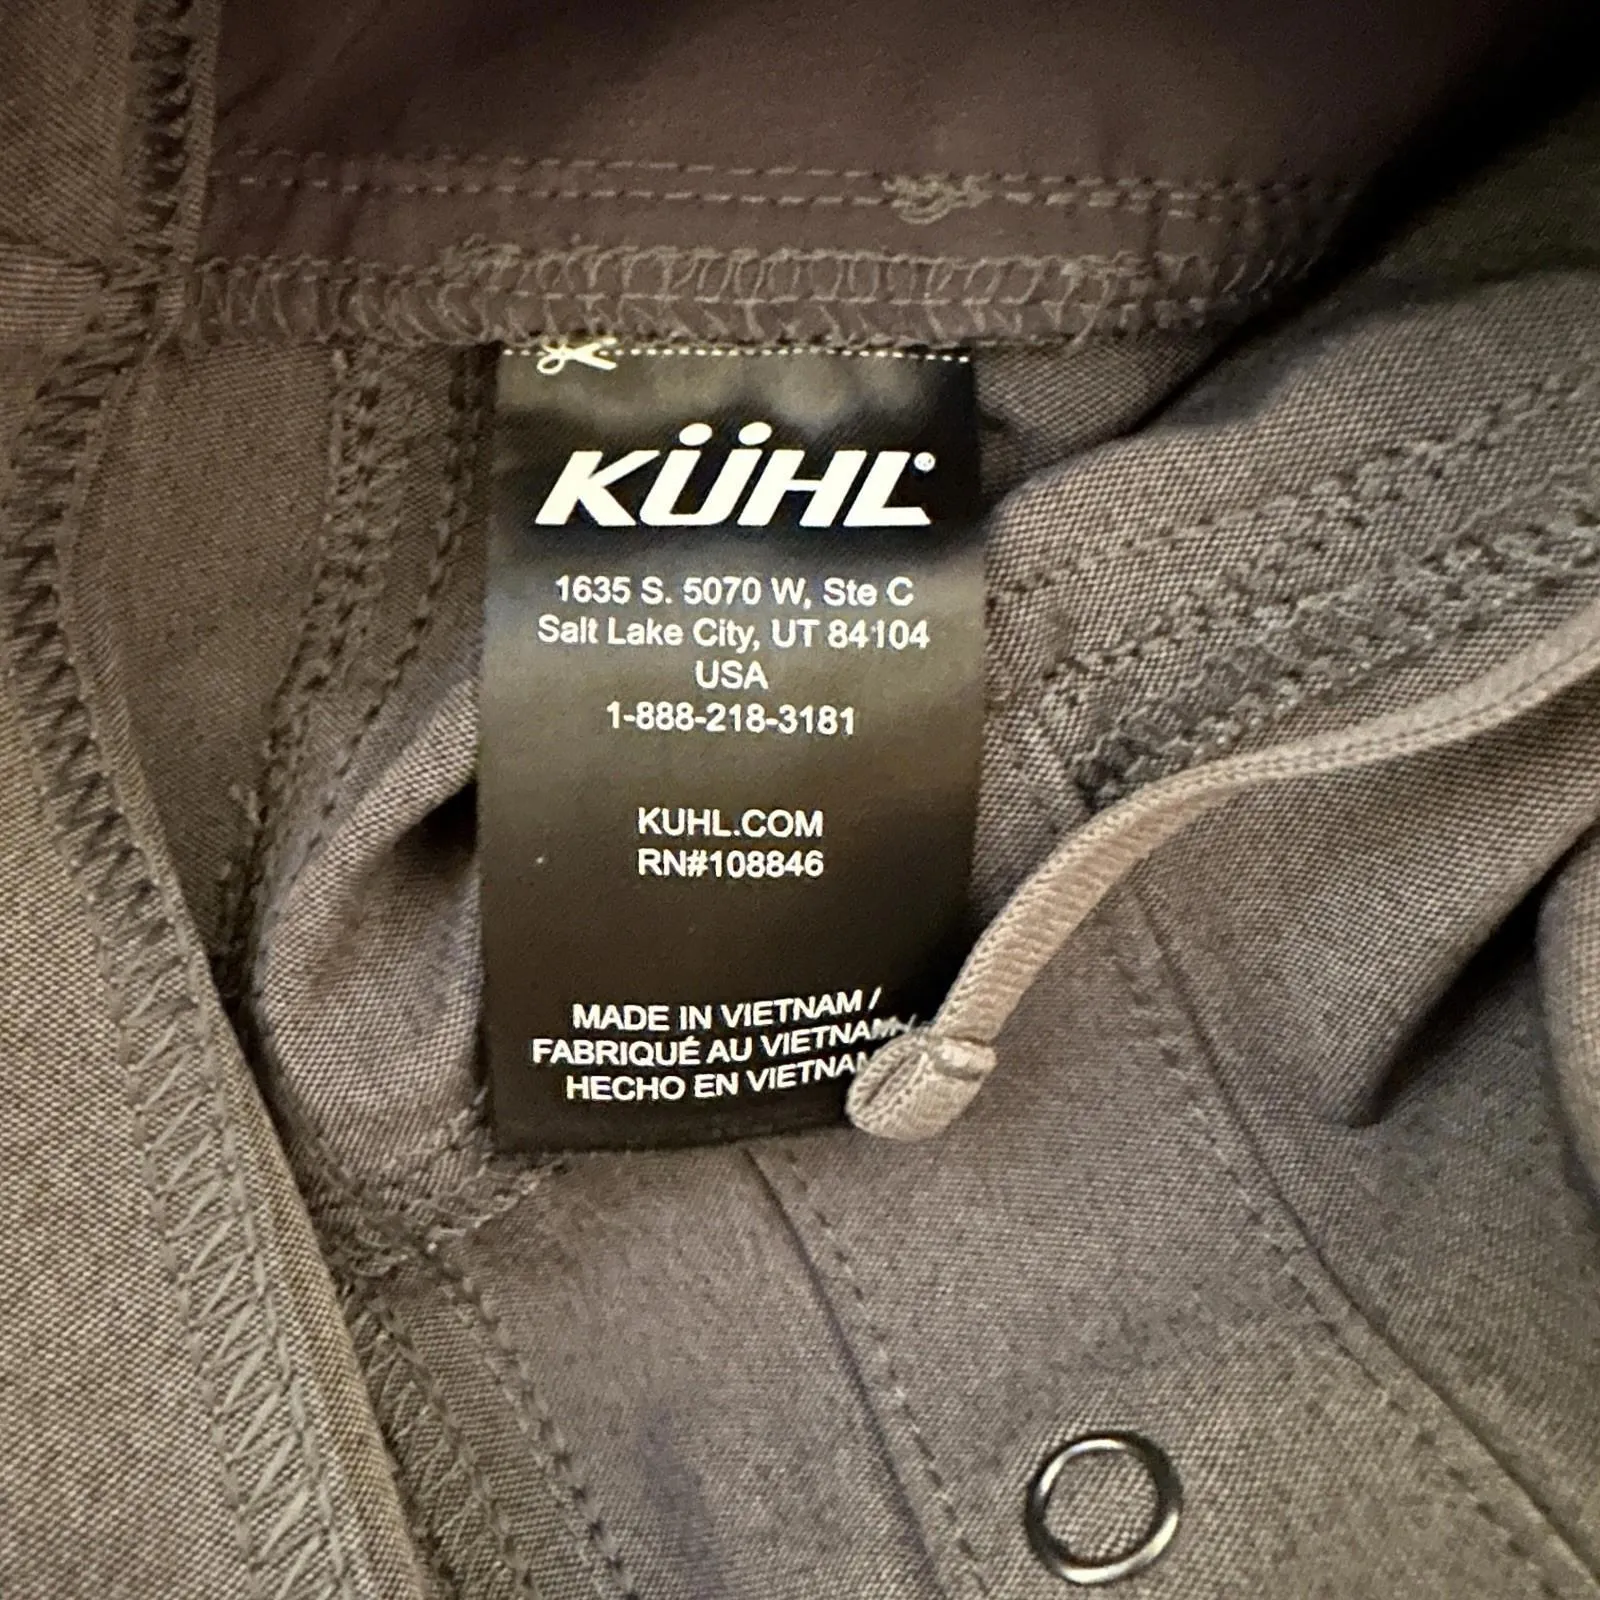 KÜHL®
1635 S. 5070 W, Ste C
Salt Lake City, UT 84104
USA
1-888-218-3181
KUHL.COM
RN#108846
MADE IN VIETNAM /
FABRIQUÉ AU VIETNAM /
HECHO EN VIETNAM